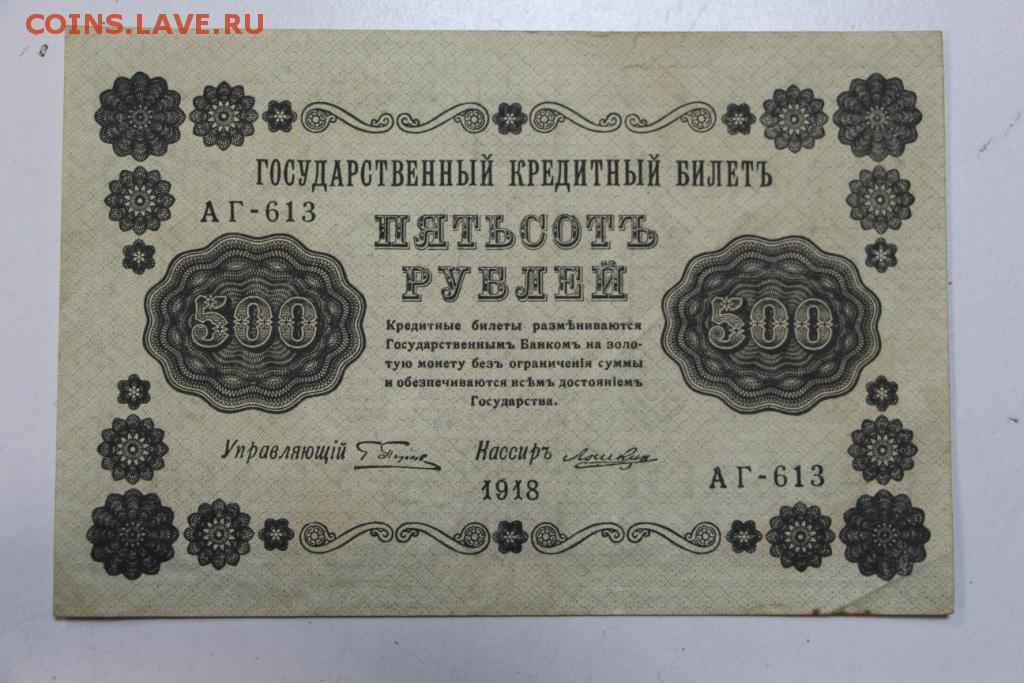 COINS.LAVE.RU
ГОСУДАРСТВЕННЫЙ КРЕДИТНЫЙ БИЛЕТЪ
АГ-613
ПЯТЬСОТЪ
РУБЛЕЙ
500
500
Кредитные билеты размѣниваются
Государственнымъ Банкомъ на золо-
тую монету безъ ограниченія суммы
и обезпечиваются всѣмъ достояніемъ
Государства.
Управляющій
Кассиръ
1918
АГ-613